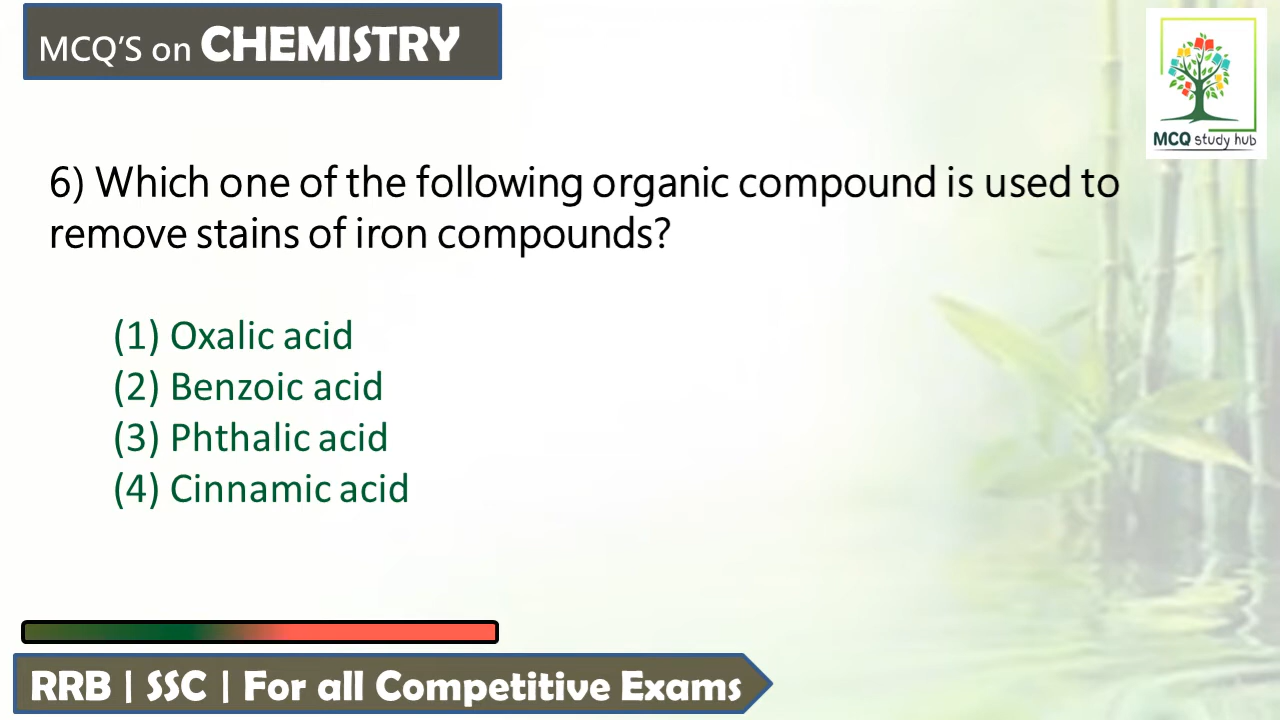 MCQ'S on CHEMISTRY
MCQ study hub
6) Which one of the following organic compound is used to
remove stains of iron compounds?
(1) Oxalic acid
(2) Benzoic acid
(3) Phthalic acid
(4) Cinnamic acid
RRB | SSC | For all Competitive Exams